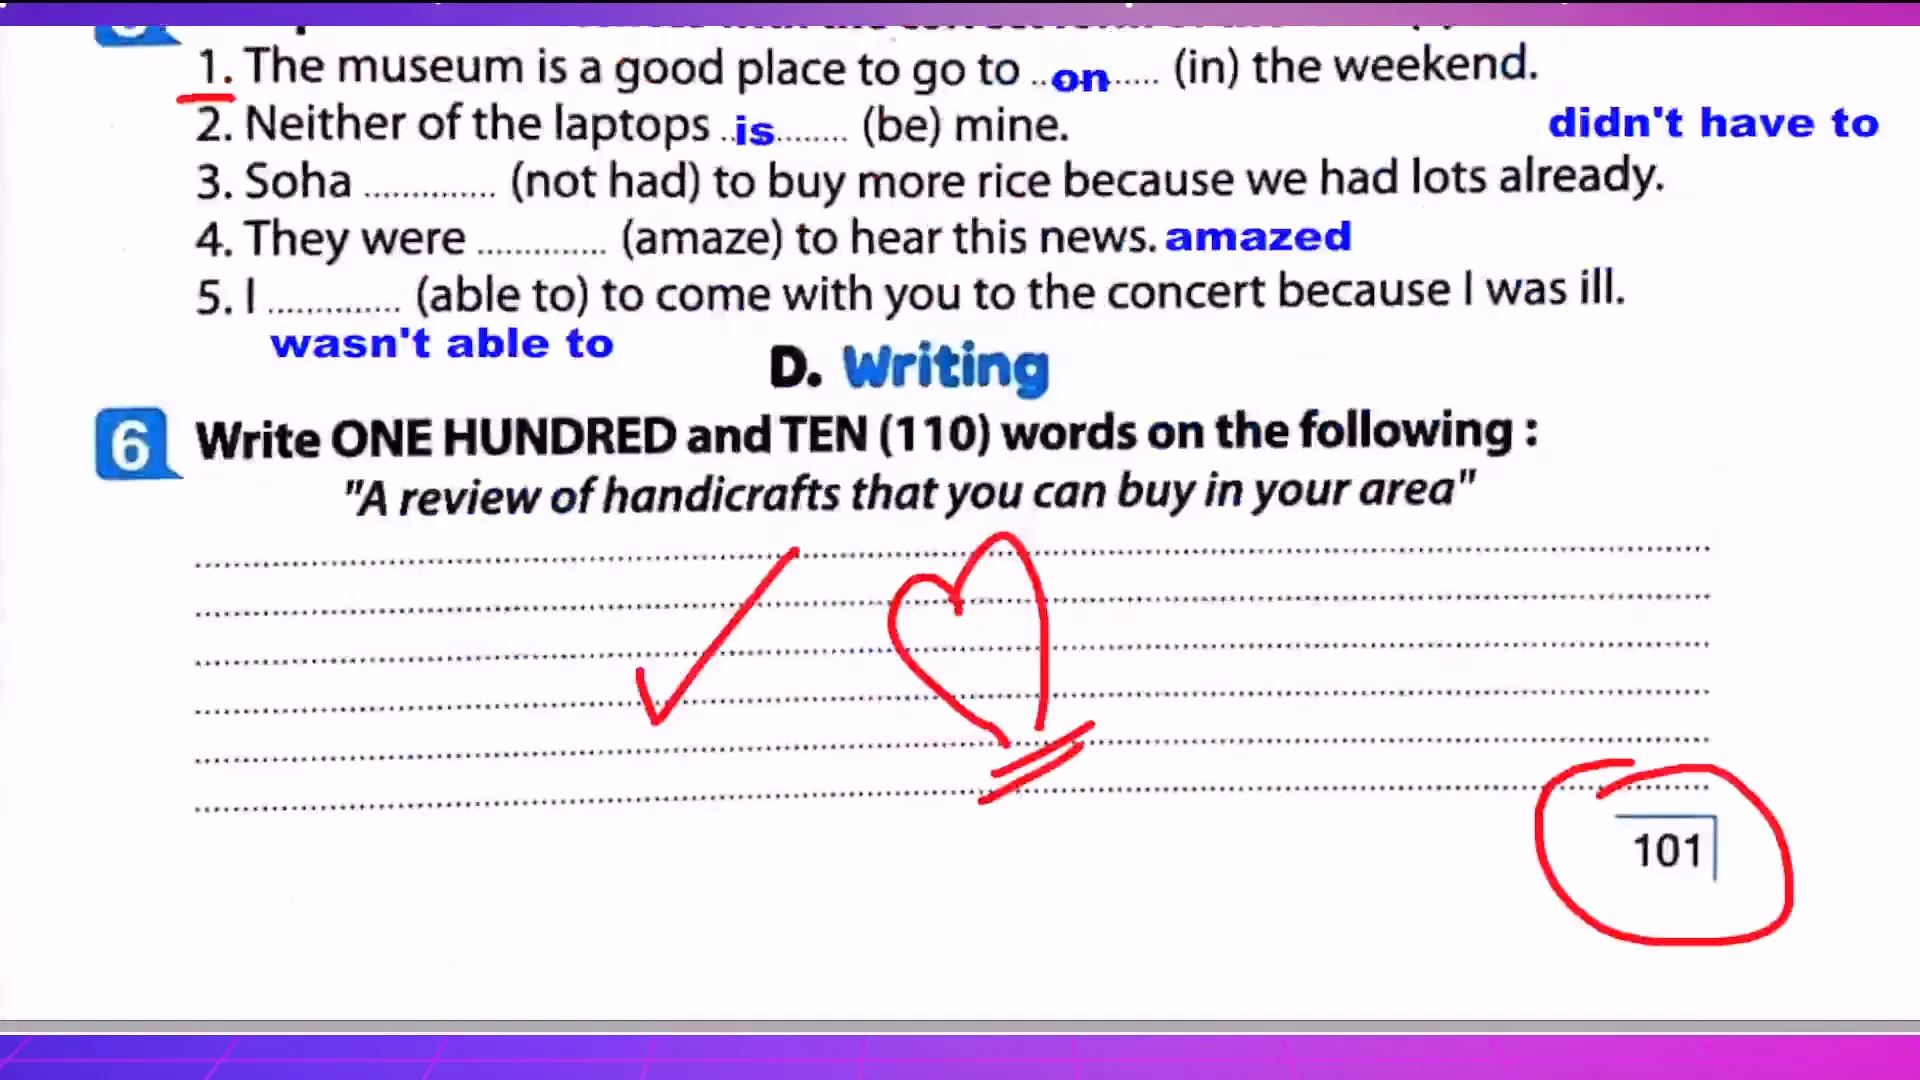 1. The museum is a good place to go to ..on..... (in) the weekend.
2. Neither of the laptops ..is........ (be) mine.
didn't have to
3. Soha ............. (not had) to buy more rice because we had lots already.
4. They were ............. (amaze) to hear this news. amazed
5. I ............. (able to) to come with you to the concert because I was ill.
wasn't able to
D. Writing
6 Write ONE HUNDRED and TEN (110) words on the following :
"A review of handicrafts that you can buy in your area"
101